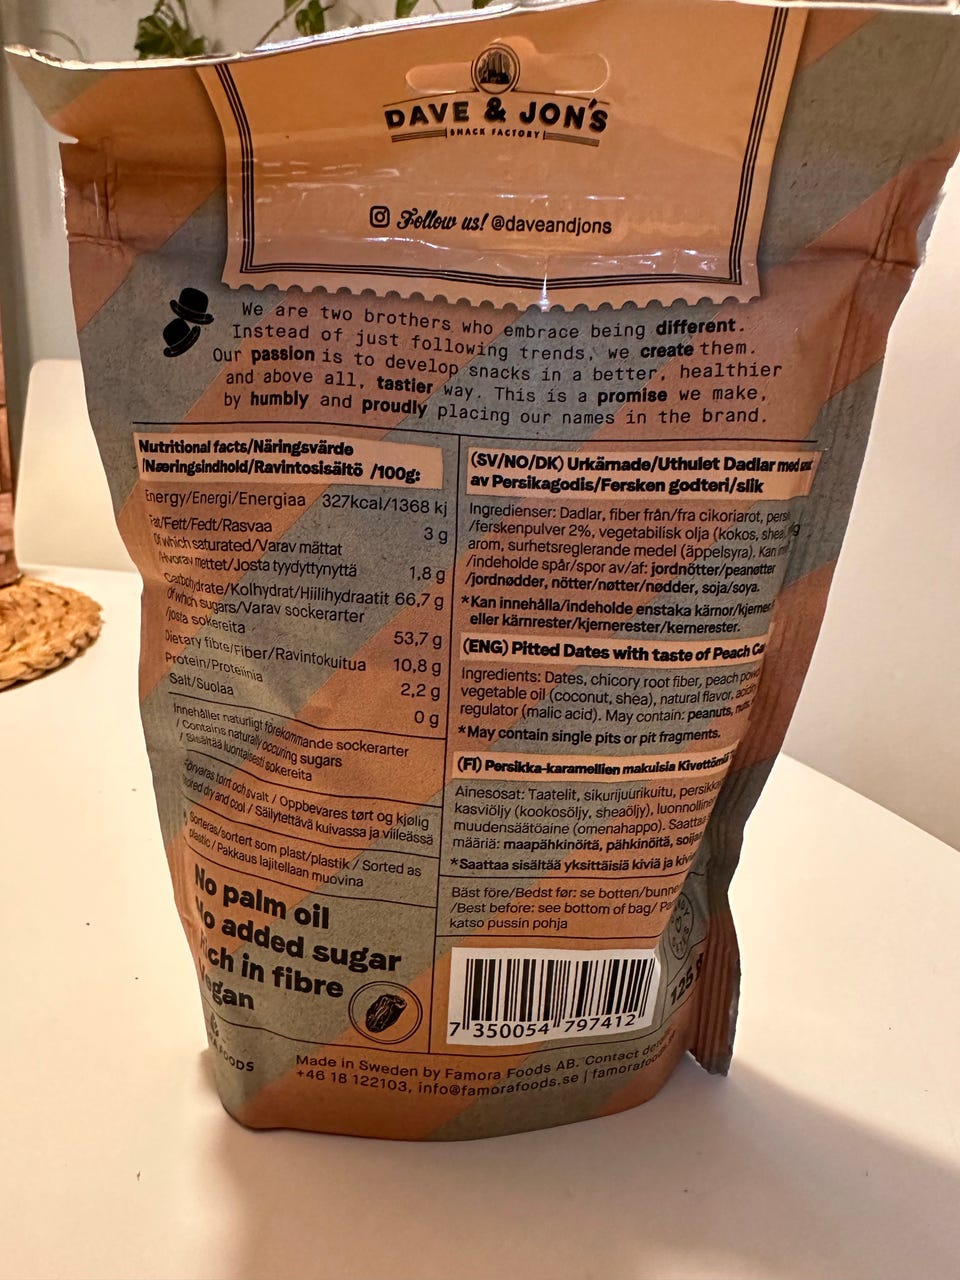 DAVE & JON'S
SNACK FACTORY
Follow us! @daveandjons
We are two brothers who embrace being different.
Instead of just following trends, we create them.
Our passion is to develop snacks in a better, healthier
and above all, tastier way. This is a promise we make,
by humbly and proudly placing our names in the brand.
Nutritional facts/Näringsvärde
/Næringsindhold/Ravintosisältö /100g:
Energy/Energi/Energiaa 327kcal/1368 kj
Fat/Fett/Fedt/Rasvaa 3 g
Of which saturated/Varav mättat
/Hvorav mettet/Josta tyydyttynyttä 1,8 g
Carbohydrate/Kolhydrat/Hiilihydraatit 66,7 g
Of which sugars/Varav sockerarter
/josta sokereita 53,7 g
Dietary fibre/Fiber/Ravintokuitua 10,8 g
Protein/Proteiinia 2,2 g
Salt/Suolaa 0 g
Innehåller naturligt förekommande sockerarter
/ Contains naturally occuring sugars
/ Sisältää luontaisesti sokereita
Förvaras torrt och svalt / Oppbevares tørt og kjølig
/ Stored dry and cool / Säilytettävä kuivassa ja viileässä
Sorteras/sortert som plast/plastik / Sorted as
plastic / Pakkaus lajitellaan muovina
No palm oil
No added sugar
Rich in fibre
Vegan
FOODS
(SV/NO/DK) Urkärnade/Uthulet Dadlar med
av Persikagodis/Fersken godteri/slik
Ingredienser: Dadlar, fiber från/fra cikoriarot,
/ferskenpulver 2%, vegetabilisk olja (kokos, shea),
arom, surhetsreglerande medel (äppelsyra). Kan
/indeholde spår/spor av/af: jordnötter/peanøtter
/jordnødder, nötter/nøtter/nødder, soja/soya.
*Kan innehålla/indeholde enstaka kärnor/kjerner
eller kärnrester/kjernerester/kernerester.
(ENG) Pitted Dates with taste of Peach
Ingredients: Dates, chicory root fiber, peach
vegetable oil (coconut, shea), natural flavor,
regulator (malic acid). May contain: peanuts,
*May contain single pits or pit fragments.
(FI) Persikka-karamellien makuisia
Ainesosat: Taatelit, sikurijuurikuitu,
kasviöljy (kookosöljy, sheaöljy),
muudensäätöaine (omenahappo). Saattaa
määriä: maapähkinöitä, pähkinöitä,
*Saattaa sisältää yksittäisiä kiviä ja
Bäst före/Bedst før: se botten/
/Best before: see bottom of bag/
katso pussin pohja
125 g
7 350054 797412
Made in Sweden by Famora Foods AB. Contact
+46 18 122103, info@famorafoods.se |